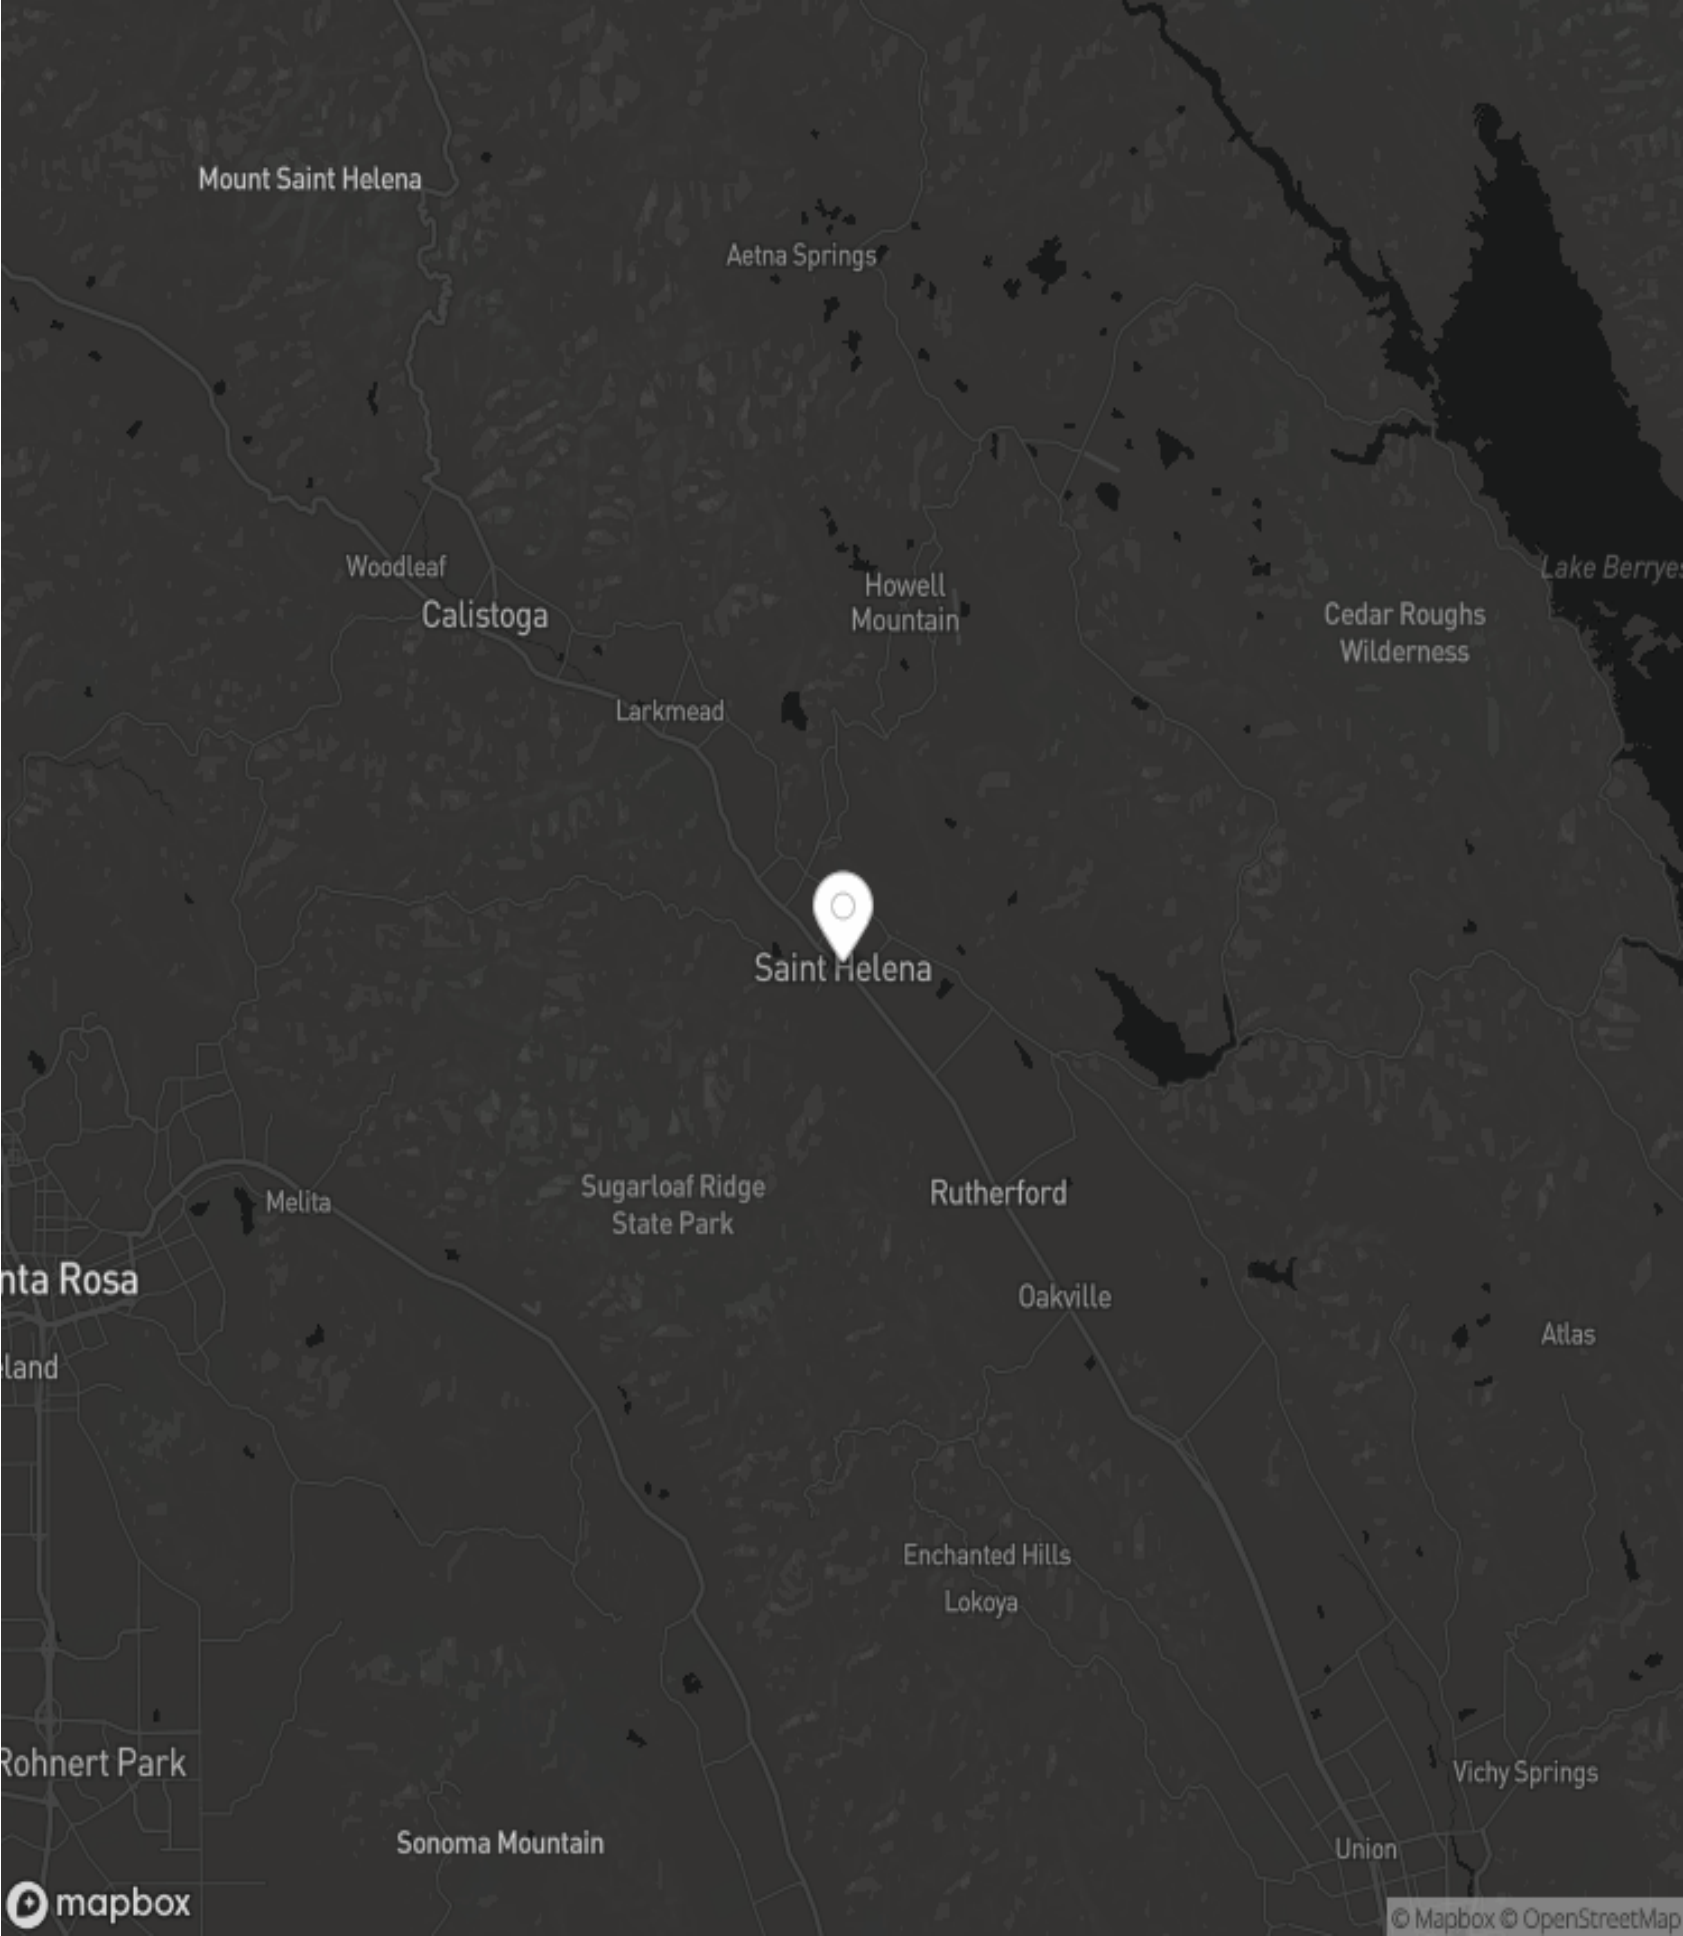 Mount Saint Helena
Aetna Springs
Woodleaf
Howell
Mountain
Lake Berryes
Calistoga
Cedar Roughs
Wilderness
Larkmead
Saint Helena
Sugarloaf Ridge
State Park
Rutherford
Melita
nta Rosa
Oakville
Atlas
eland
Enchanted Hills
Lokoya
Rohnert Park
Vichy Springs
Sonoma Mountain
Union
mapbox
© Mapbox © OpenStreetMap